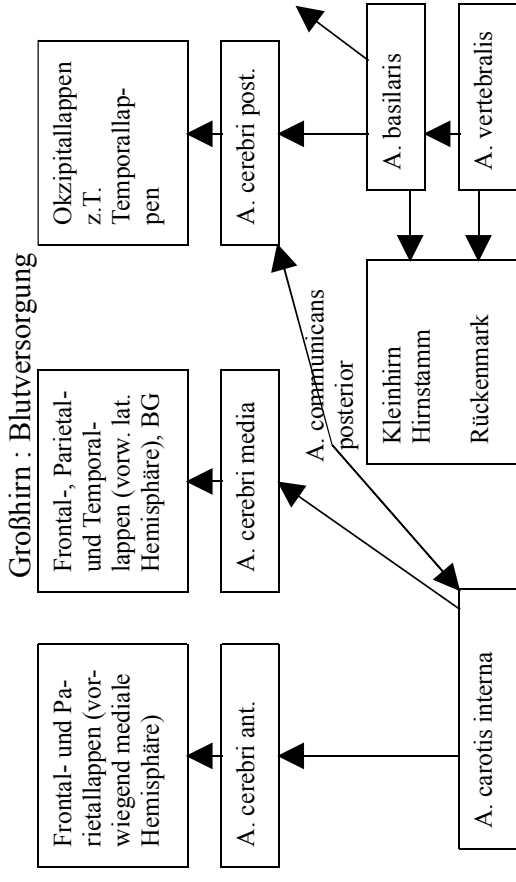 Großhirn : Blutversorgung
Frontal- und Pa-
rietallappen (vor-
wiegend mediale
Hemisphäre)
Frontal-, Parietal-
und Temporal-
lappen (vorw. lat.
Hemisphäre), BG
Okzipitallappen
z.T.
Temporallap-
pen
A. cerebri ant.
A. cerebri media
A. cerebri post.
A. communicans
posterior
A. carotis interna
Kleinhirn
Hirnstamm
Rückenmark
A. basilaris
A. vertebralis